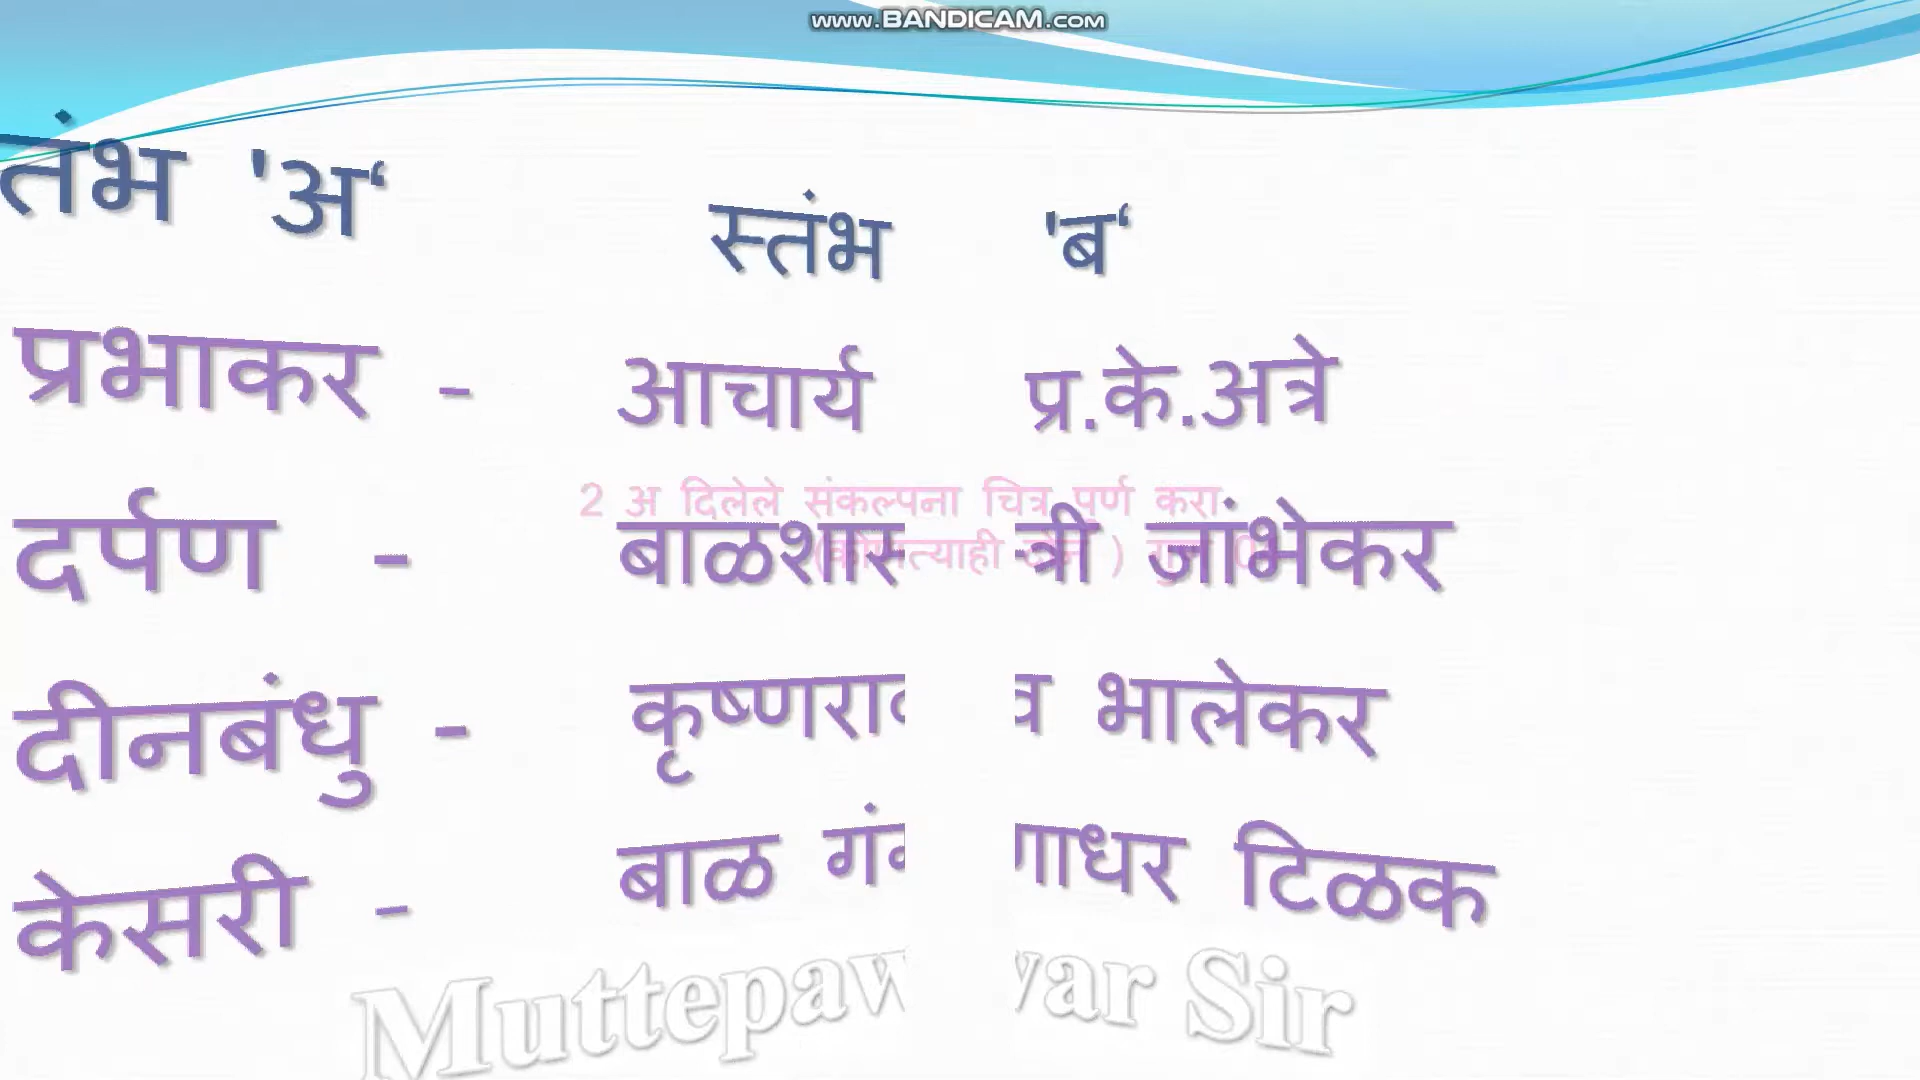 www.BANDICAM.com
तंभ 'अ‘
स्तंभ 'ब‘
प्रभाकर - आचार्य प्र.के.अत्रे
2 अ दिलेले संकल्पना चित्र पूर्ण करा
दर्पण - बाळशास्त्री जांभेकर
दीनबंधु - कृष्णराव भालेकर
केसरी - बाळ गंगाधर टिळक
Muttepawar Sir